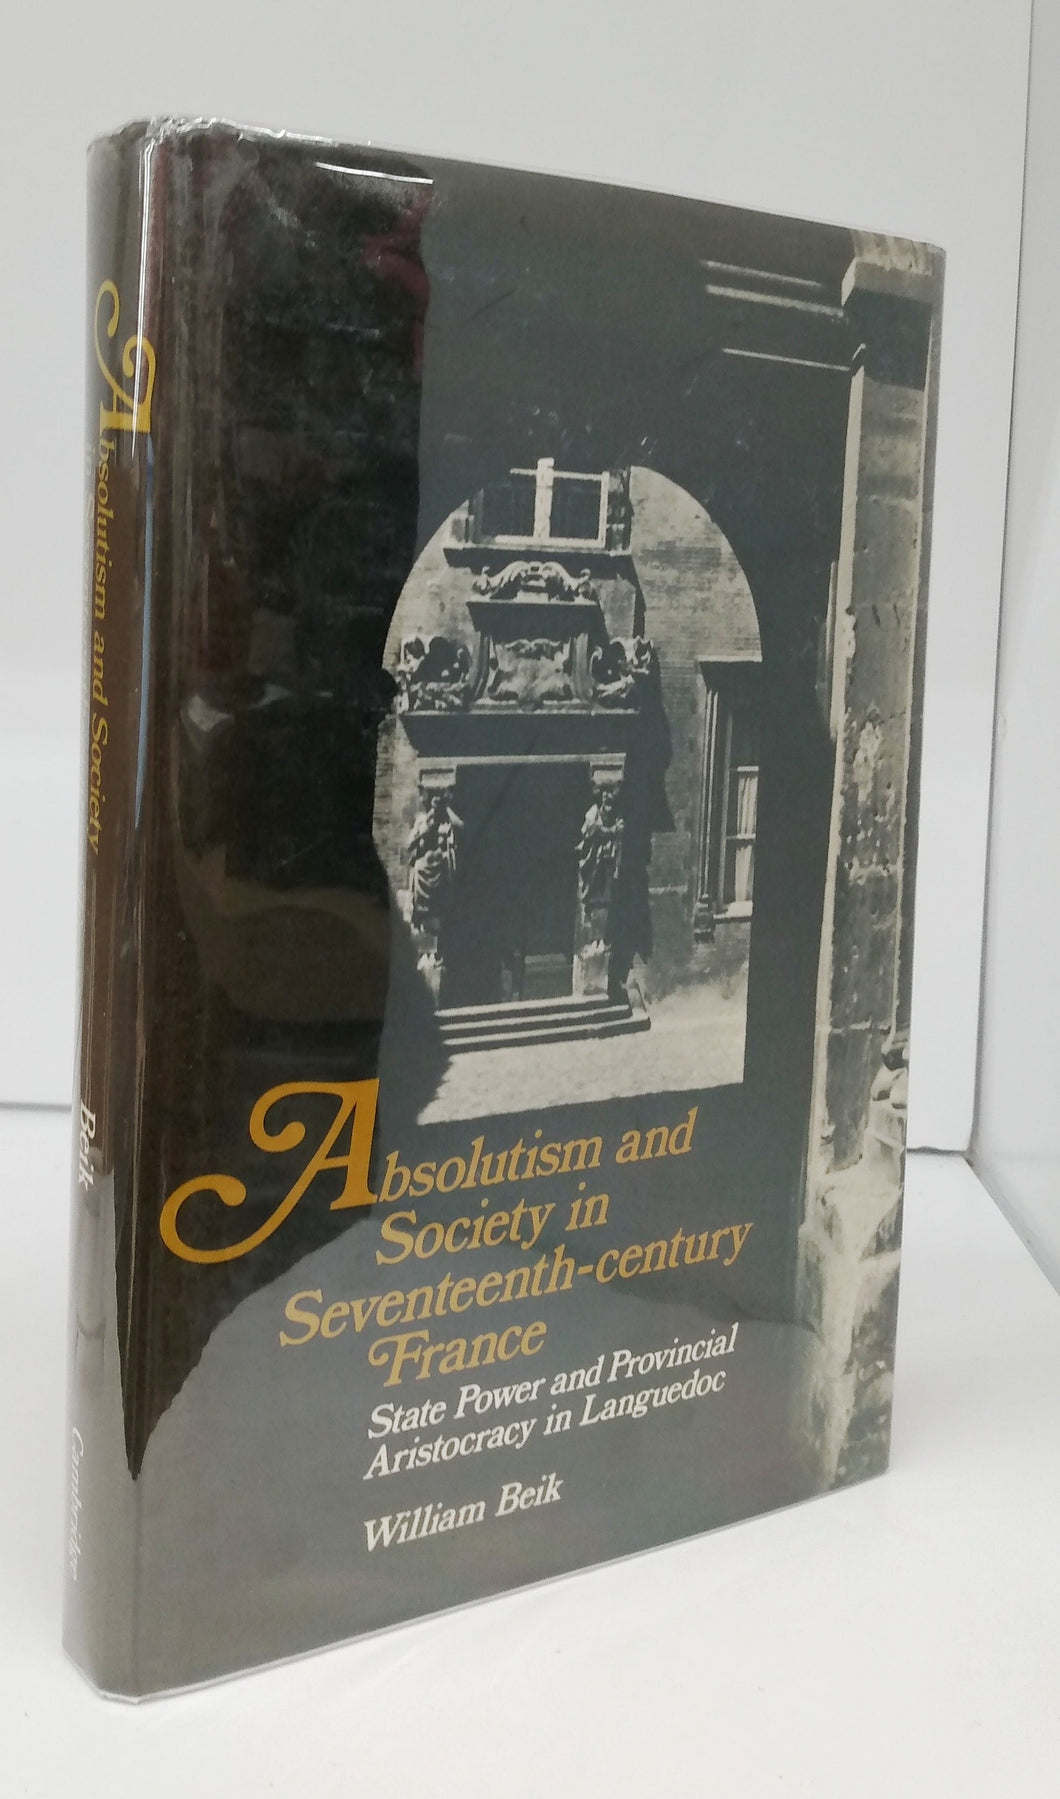 Absolutism and
Society in
Seventeenth-century
France
State Power and Provincial
Aristocracy in Languedoc
William Beik
Absolutism and Society
Beik
Cambridge